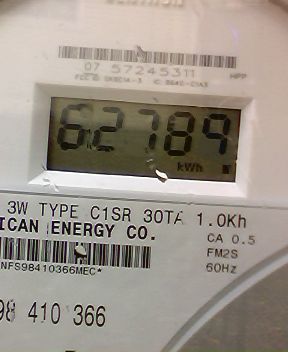 07 57245311
HPP
62789
kWh
3W TYPE C1SR 30TA 1.0Kh
ICAN ENERGY CO.
CA 0.5
FM2S
60Hz
NFS98410366MEC*
98 410 366